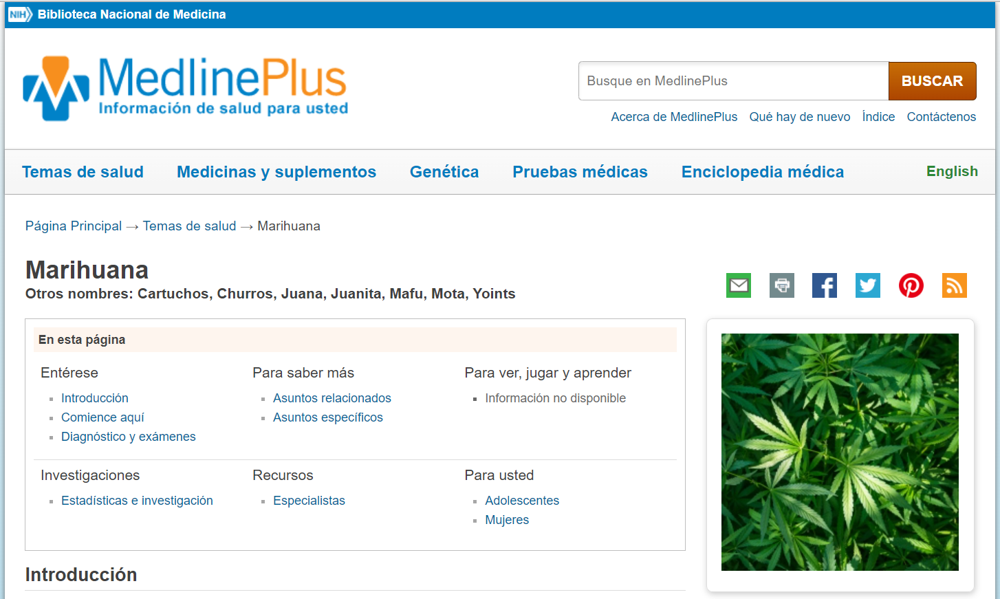 NIH Biblioteca Nacional de Medicina
MedlinePlus
Información de salud para usted
Busque en MedlinePlus
BUSCAR
Acerca de MedlinePlus Qué hay de nuevo Índice Contáctenos
Temas de salud Medicinas y suplementos Genética Pruebas médicas Enciclopedia médica English
Página Principal → Temas de salud → Marihuana
Marihuana
Otros nombres: Cartuchos, Churros, Juana, Juanita, Mafu, Mota, Yoints
En esta página
Entérese
Introducción
Comience aquí
Diagnóstico y exámenes
Para saber más
Asuntos relacionados
Asuntos específicos
Para ver, jugar y aprender
Información no disponible
Investigaciones
Estadísticas e investigación
Recursos
Especialistas
Para usted
Adolescentes
Mujeres
Introducción